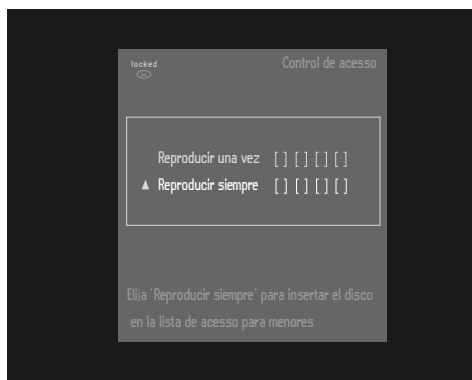 locked
Control de acesso
Reproducir una vez [ ] [ ] [ ] [ ]
▲ Reproducir siempre [ ] [ ] [ ] [ ]
Elija 'Reproducir siempre' para insertar el disco
en la lista de acesso para menores